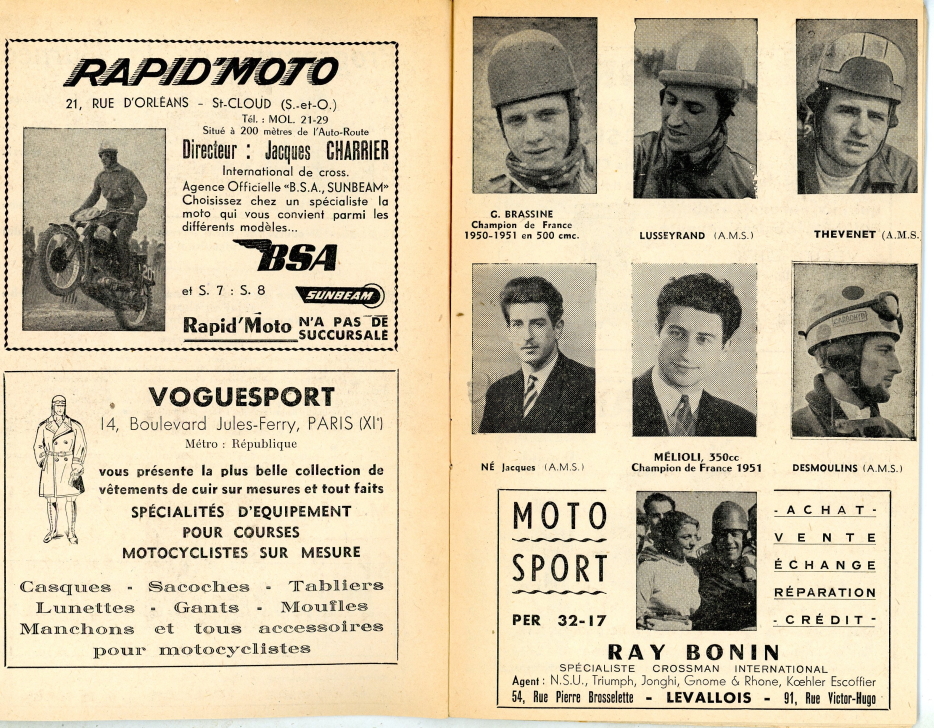 RAPID'MOTO
21, RUE D'ORLÉANS - St-CLOUD (S.-et-O.)
Tél. : MOL. 21-29
Situé à 200 mètres de l'Auto-Route
Directeur : Jacques CHARRIER
International de cross.
Agence Officielle «B.S.A., SUNBEAM»
Choisissez chez un spécialiste la
moto qui vous convient parmi les
différents modèles...
BSA
et S. 7 : S. 8
SUNBEAM
Rapid'Moto N'A PAS DE
SUCCURSALE
VOGUESPORT
14, Boulevard Jules-Ferry, PARIS (XIᵉ)
Métro : République
vous présente la plus belle collection de
vêtements de cuir sur mesures et tout faits
SPÉCIALITÉS D'EQUIPEMENT
POUR COURSES
MOTOCYCLISTES SUR MESURE
Casques - Sacoches - Tabliers
Lunettes - Gants - Moufles
Manchons et tous accessoires
pour motocyclistes
G. BRASSINE
Champion de France
1950-1951 en 500 cmc.
LUSSEYRAND (A.M.S.)
THEVENET (A.M.S.
NÉ Jacques (A.M.S.)
MÉLIOLI, 350cc
Champion de France 1951
DESMOULINS (A.M.S.)
MOTO
SPORT
PER 32-17
- ACHAT -
VENTE
ÉCHANGE
RÉPARATION
- CRÉDIT -
RAY BONIN
SPÉCIALISTE CROSSMAN INTERNATIONAL
Agent : N.S.U., Triumph, Jonghi, Gnome & Rhone, Kœhler Escoffier
54, Rue Pierre Brosselette - LEVALLOIS - 91, Rue Victor-Hugo